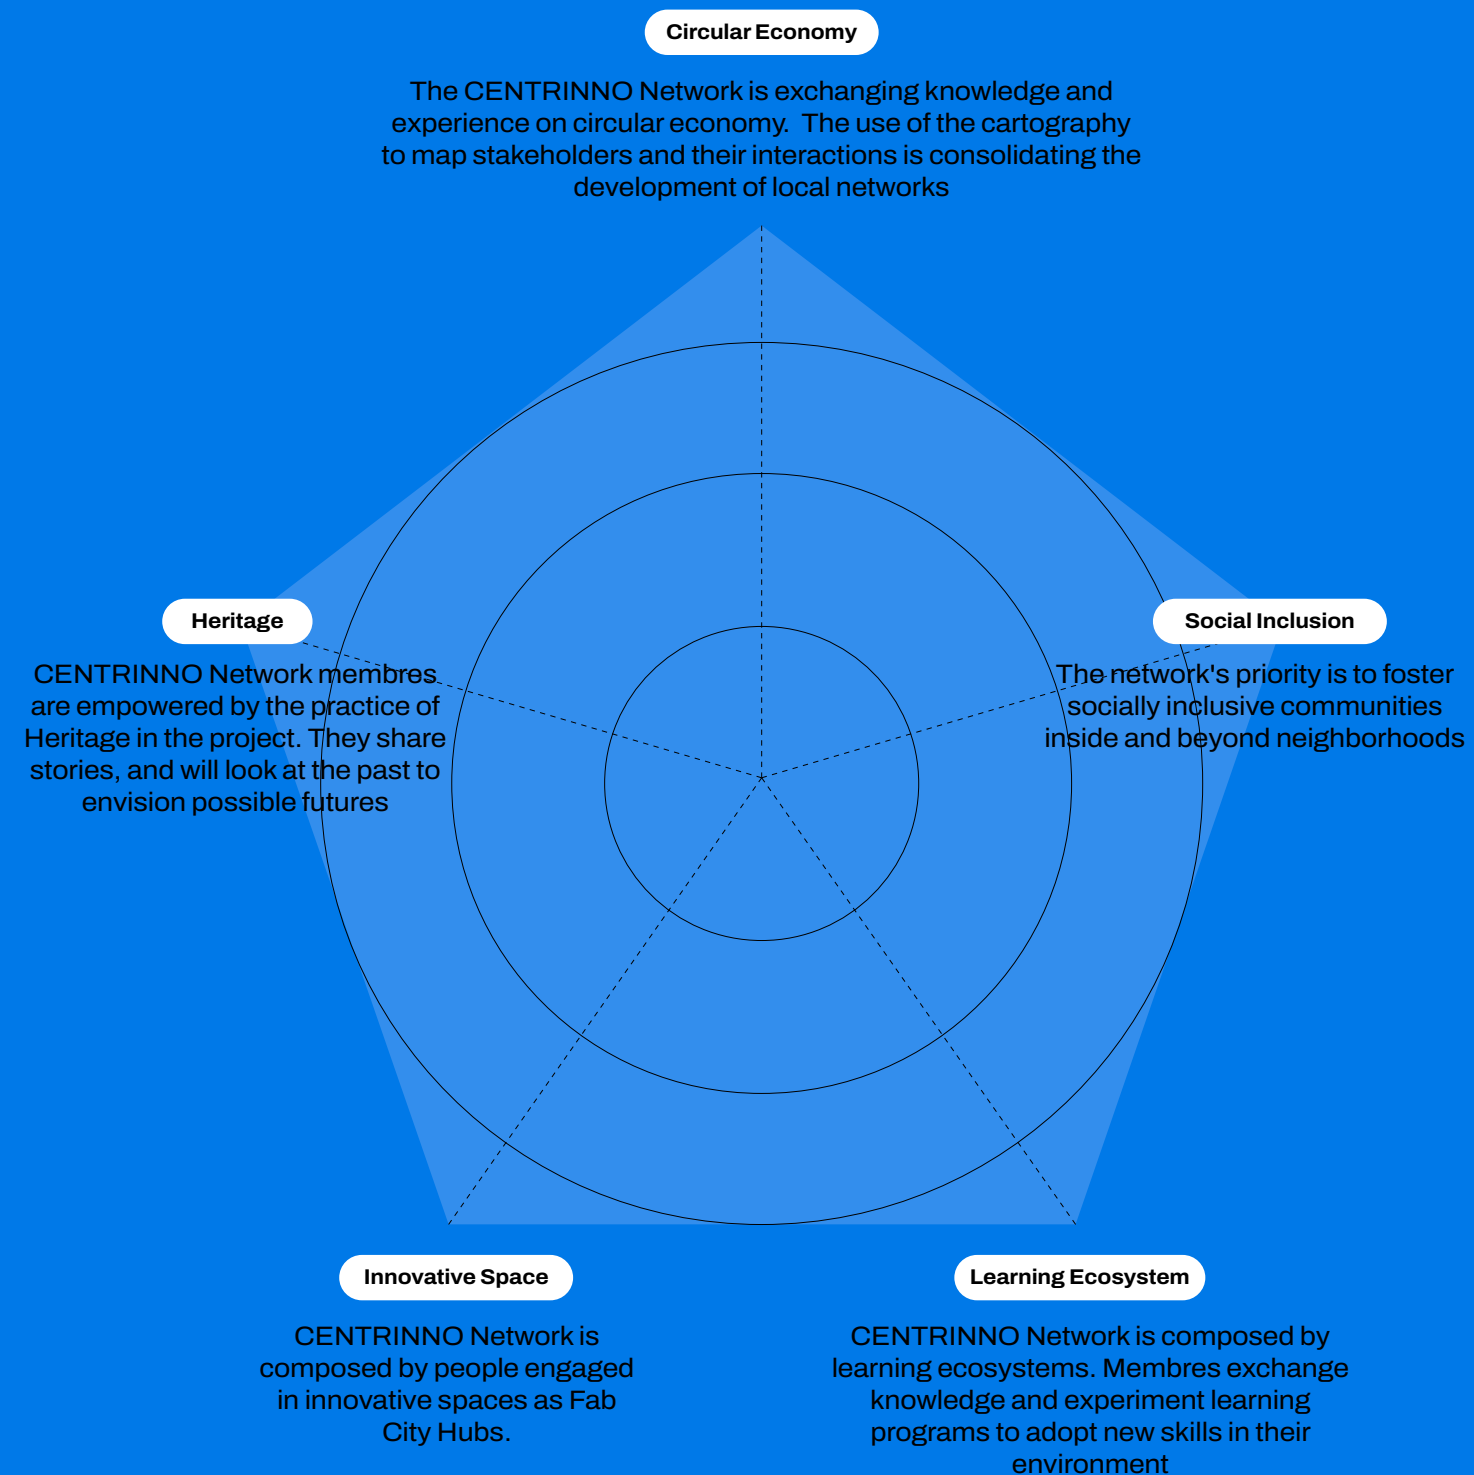 Circular Economy
The CENTRINNO Network is exchanging knowledge and
experience on circular economy.  The use of the cartography
to map stakeholders and their interactions is consolidating the
development of local networks
Heritage
CENTRINNO Network membres
are empowered by the practice of
Heritage in the project. They share
stories, and will look at the past to
envision possible futures
Social Inclusion
The network's priority is to foster
socially inclusive communities
inside and beyond neighborhoods
Innovative Space
CENTRINNO Network is
composed by people engaged
in innovative spaces as Fab
City Hubs.
Learning Ecosystem
CENTRINNO Network is composed by
learning ecosystems. Membres exchange
knowledge and experiment learning
programs to adopt new skills in their
environment